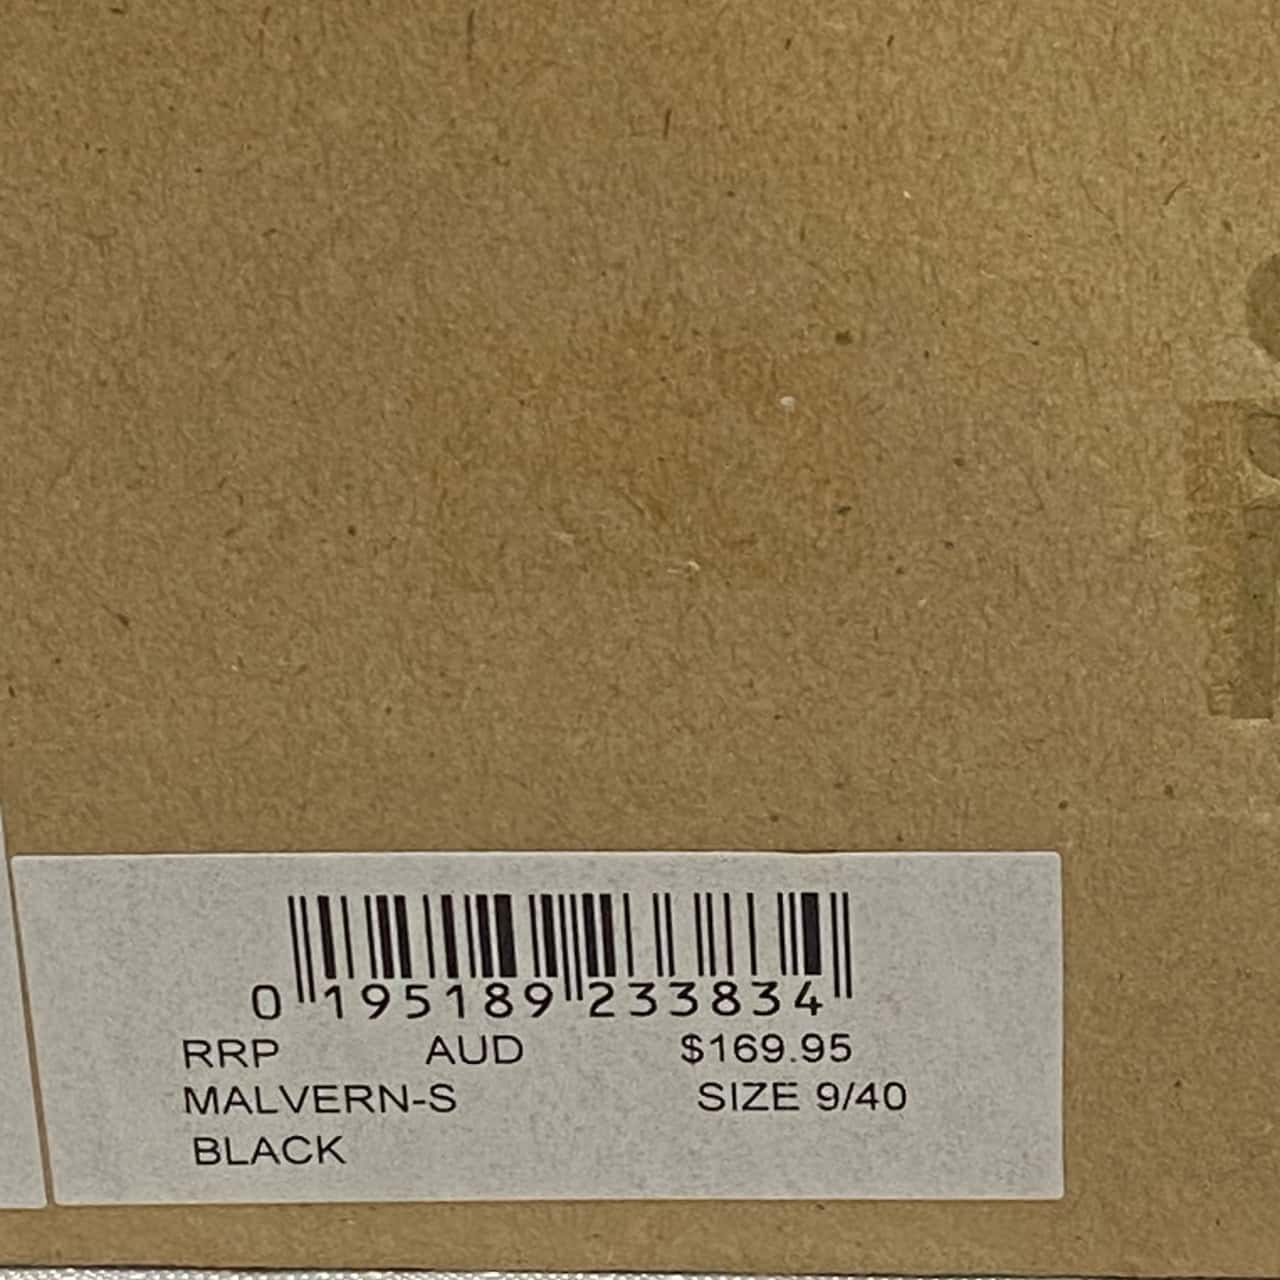 0 195189 233834
RRP AUD $169.95
MALVERN-S SIZE 9/40
BLACK